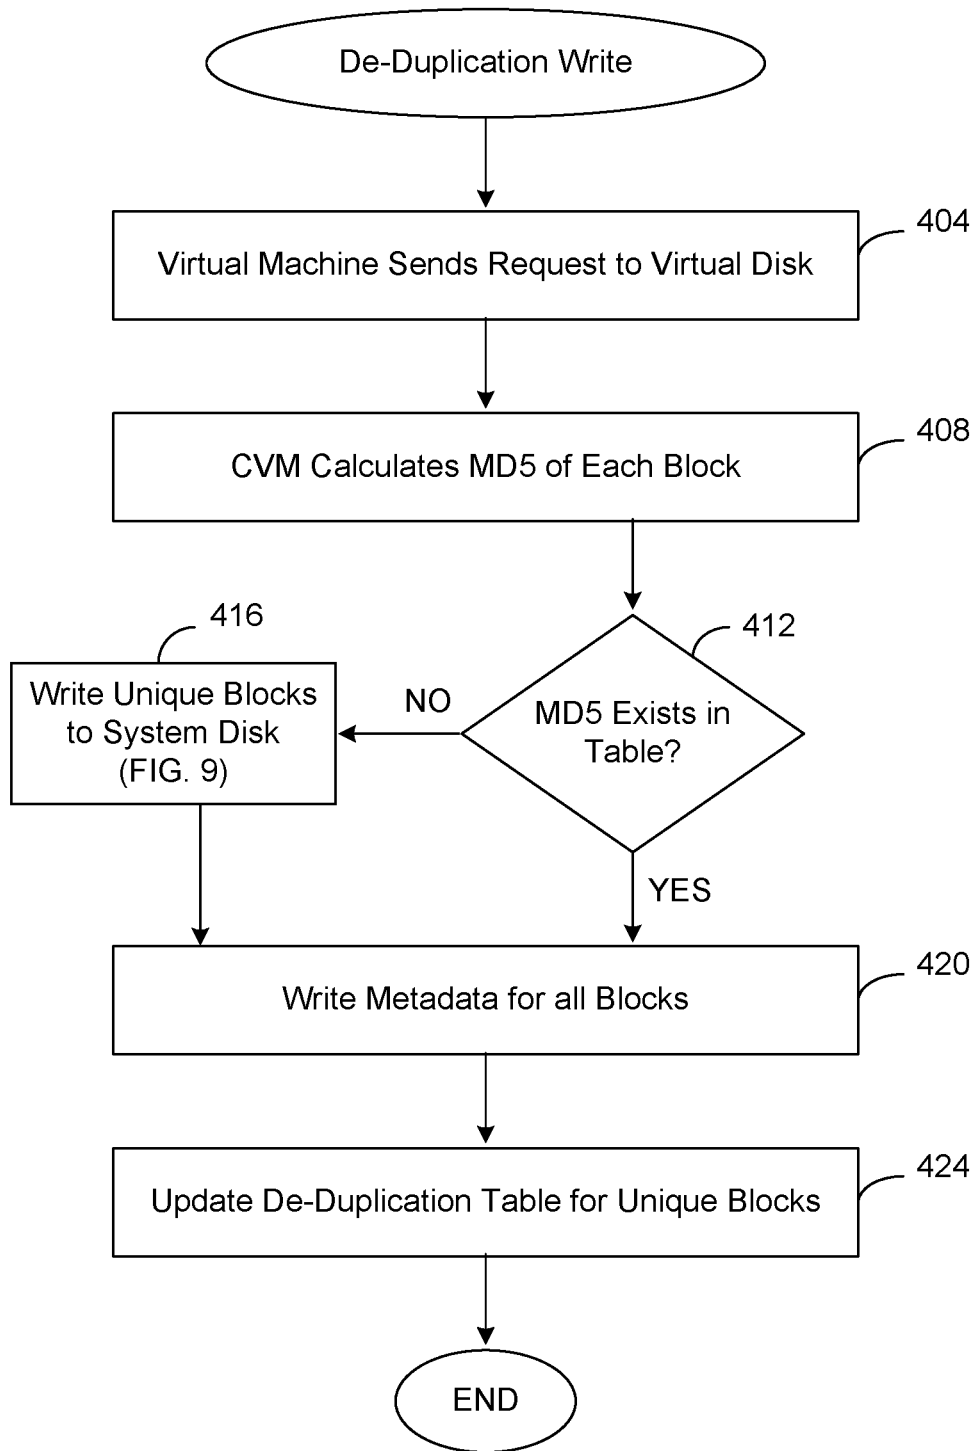 De-Duplication Write
404
Virtual Machine Sends Request to Virtual Disk
408
CVM Calculates MD5 of Each Block
416
412
Write Unique Blocks
to System Disk
(FIG. 9)
NO
MD5 Exists in
Table?
YES
420
Write Metadata for all Blocks
424
Update De-Duplication Table for Unique Blocks
END